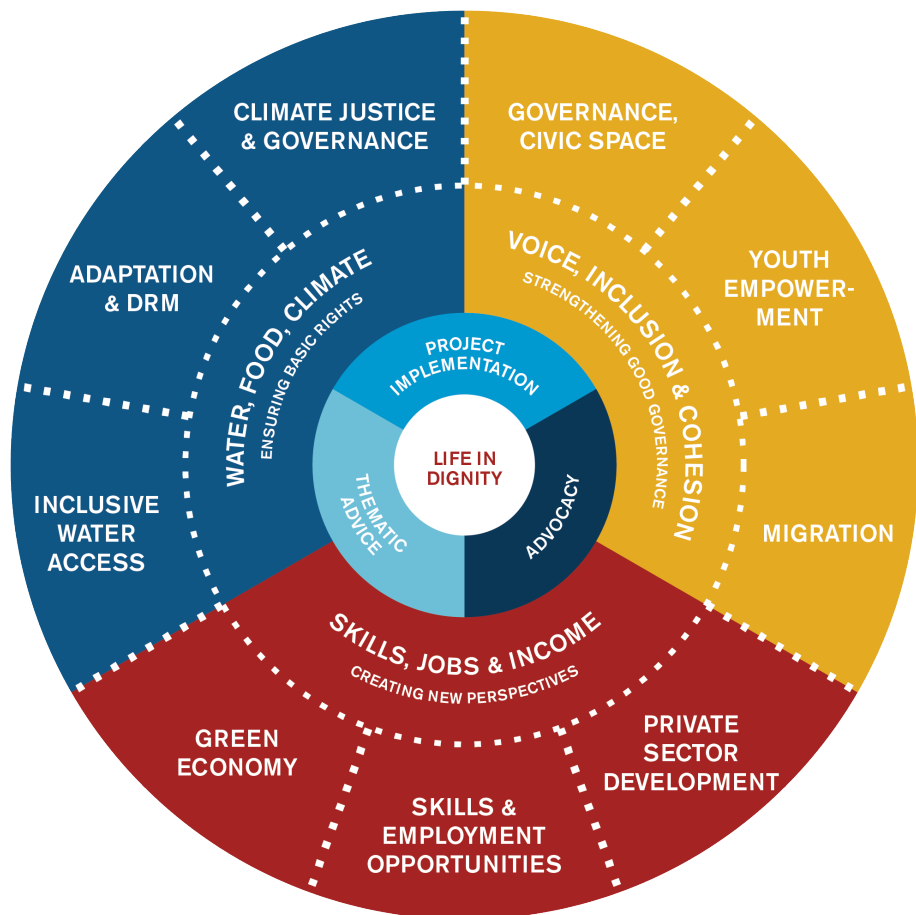 CLIMATE JUSTICE
& GOVERNANCE
GOVERNANCE,
CIVIC SPACE
ADAPTATION
& DRM
YOUTH
EMPOWER-
MENT
WATER, FOOD, CLIMATE
ENSURING BASIC RIGHTS
VOICE, INCLUSION & COHESION
STRENGTHENING GOOD GOVERNANCE
PROJECT
IMPLEMENTATION
LIFE IN
DIGNITY
THEMATIC
ADVICE
ADVOCACY
INCLUSIVE
WATER
ACCESS
MIGRATION
SKILLS, JOBS & INCOME
CREATING NEW PERSPECTIVES
GREEN
ECONOMY
SKILLS &
EMPLOYMENT
OPPORTUNITIES
PRIVATE
SECTOR
DEVELOPMENT